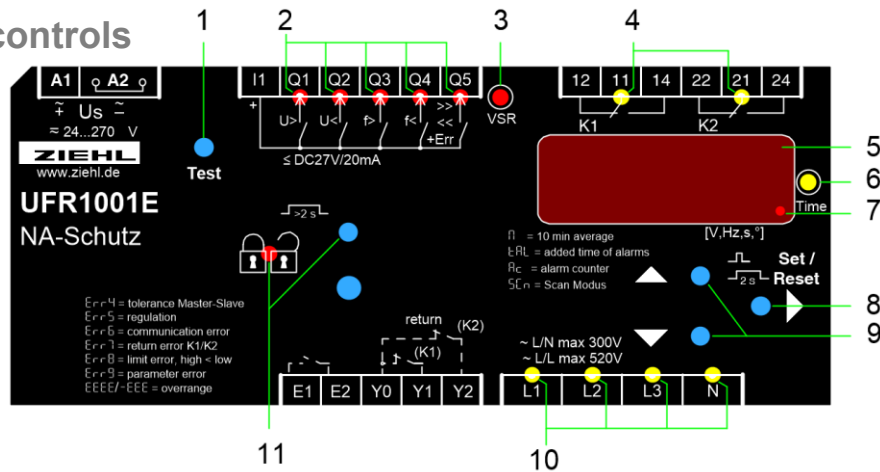 controls
1 2 3 4
A1 A2
I1 Q1 Q2 Q3 Q4 Q5
VSR
12 11 14 22 21 24
Us
≈ 24...270 V
+ U> U< f> f< >> <<
+Err
K1 K2
ZIEHL
www.ziehl.de
Test
≤ DC27V/20mA
5
6
7
Time
UFR1001E
NA-Schutz
>2 s
[V,Hz,s,°]
n = 10 min average
tAL = added time of alarms
Ac = alarm counter
SCn = Scan Modus
Set /
Reset
2 s
8
9
Err4 = tolerance Master-Slave
Err5 = regulation
Err6 = communication error
Err7 = return error K1/K2
Err8 = limit error, high < low
Err9 = parameter error
EEEE/-EEE = overrange
return
(K2)
(K1)
~ L/N max 300V
~ L/L max 520V
E1 E2 Y0 Y1 Y2
L1 L2 L3 N
11 10